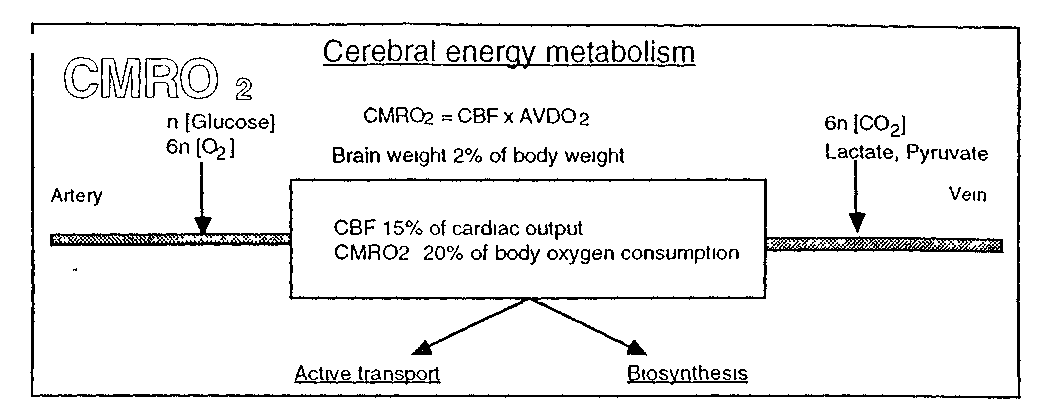 Cerebral energy metabolism
CMRO 2
n [Glucose]
6n [O2]
CMRO2 = CBF x AVDO2
Brain weight 2% of body weight
6n [CO2]
Lactate, Pyruvate
Artery
Vein
CBF 15% of cardiac output
CMRO2 20% of body oxygen consumption
Active transport
Biosynthesis